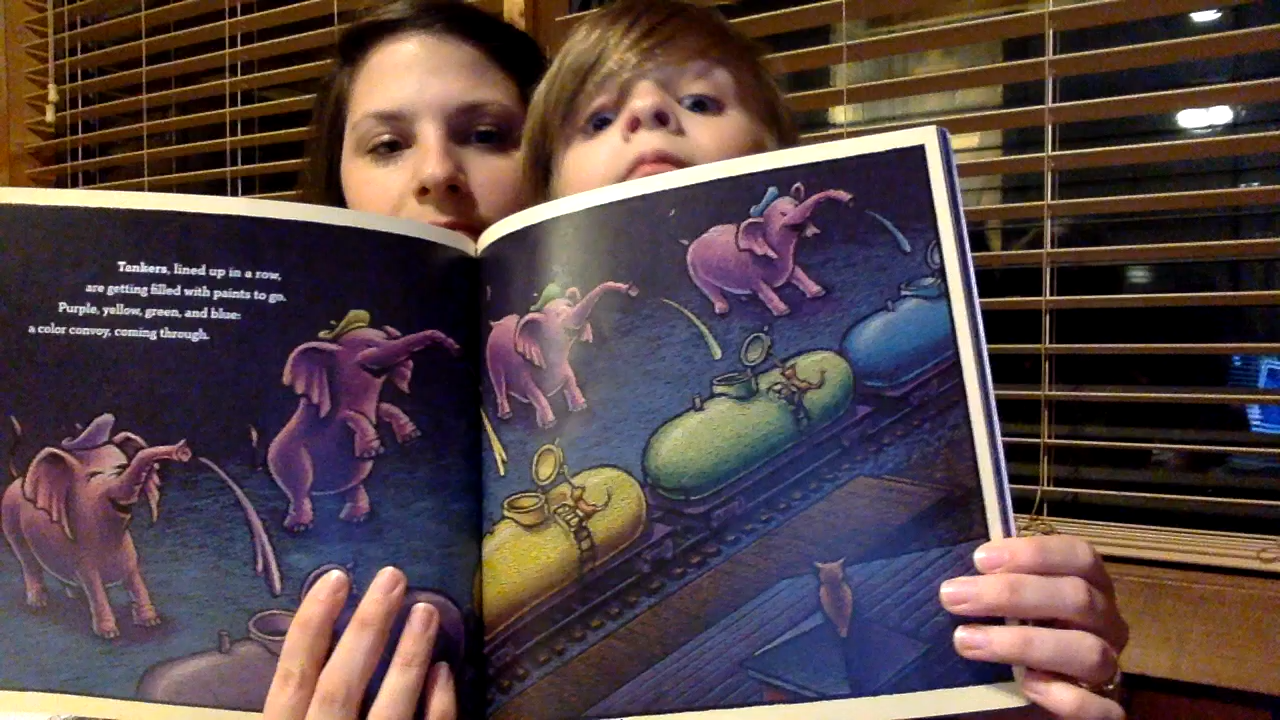 Tankers, lined up in a row,
are getting filled with paints to go.
Purple, yellow, green, and blue:
a color convoy, coming through.